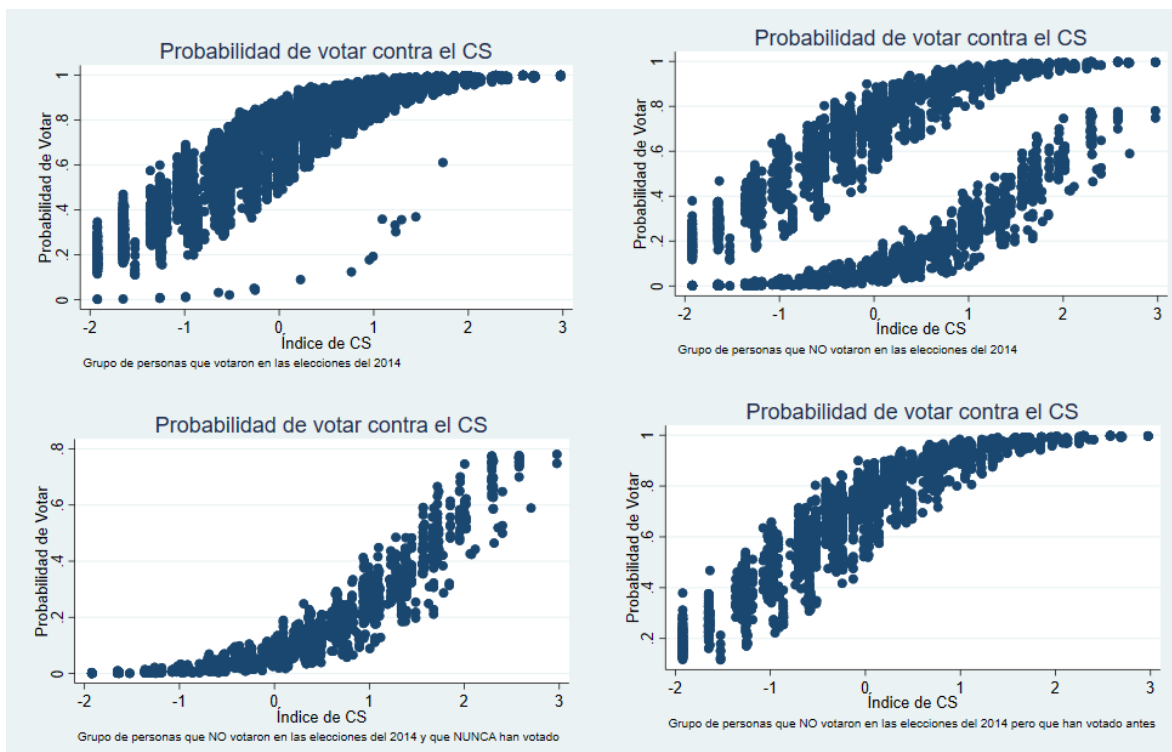 Probabilidad de votar contra el CS
Probabilidad de Votar
1
.8
.6
.4
.2
0
-2 -1 0 1 2 3
Índice de CS
Grupo de personas que votaron en las elecciones del 2014
Probabilidad de votar contra el CS
Probabilidad de Votar
1
.8
.6
.4
.2
0
-2 -1 0 1 2 3
Índice de CS
Grupo de personas que NO votaron en las elecciones del 2014
Probabilidad de votar contra el CS
Probabilidad de Votar
.8
.6
.4
.2
0
-2 -1 0 1 2 3
Índice de CS
Grupo de personas que NO votaron en las elecciones del 2014 y que NUNCA han votado
Probabilidad de votar contra el CS
Probabilidad de Votar
1
.8
.6
.4
.2
-2 -1 0 1 2 3
Índice de CS
Grupo de personas que NO votaron en las elecciones del 2014 pero que han votado antes